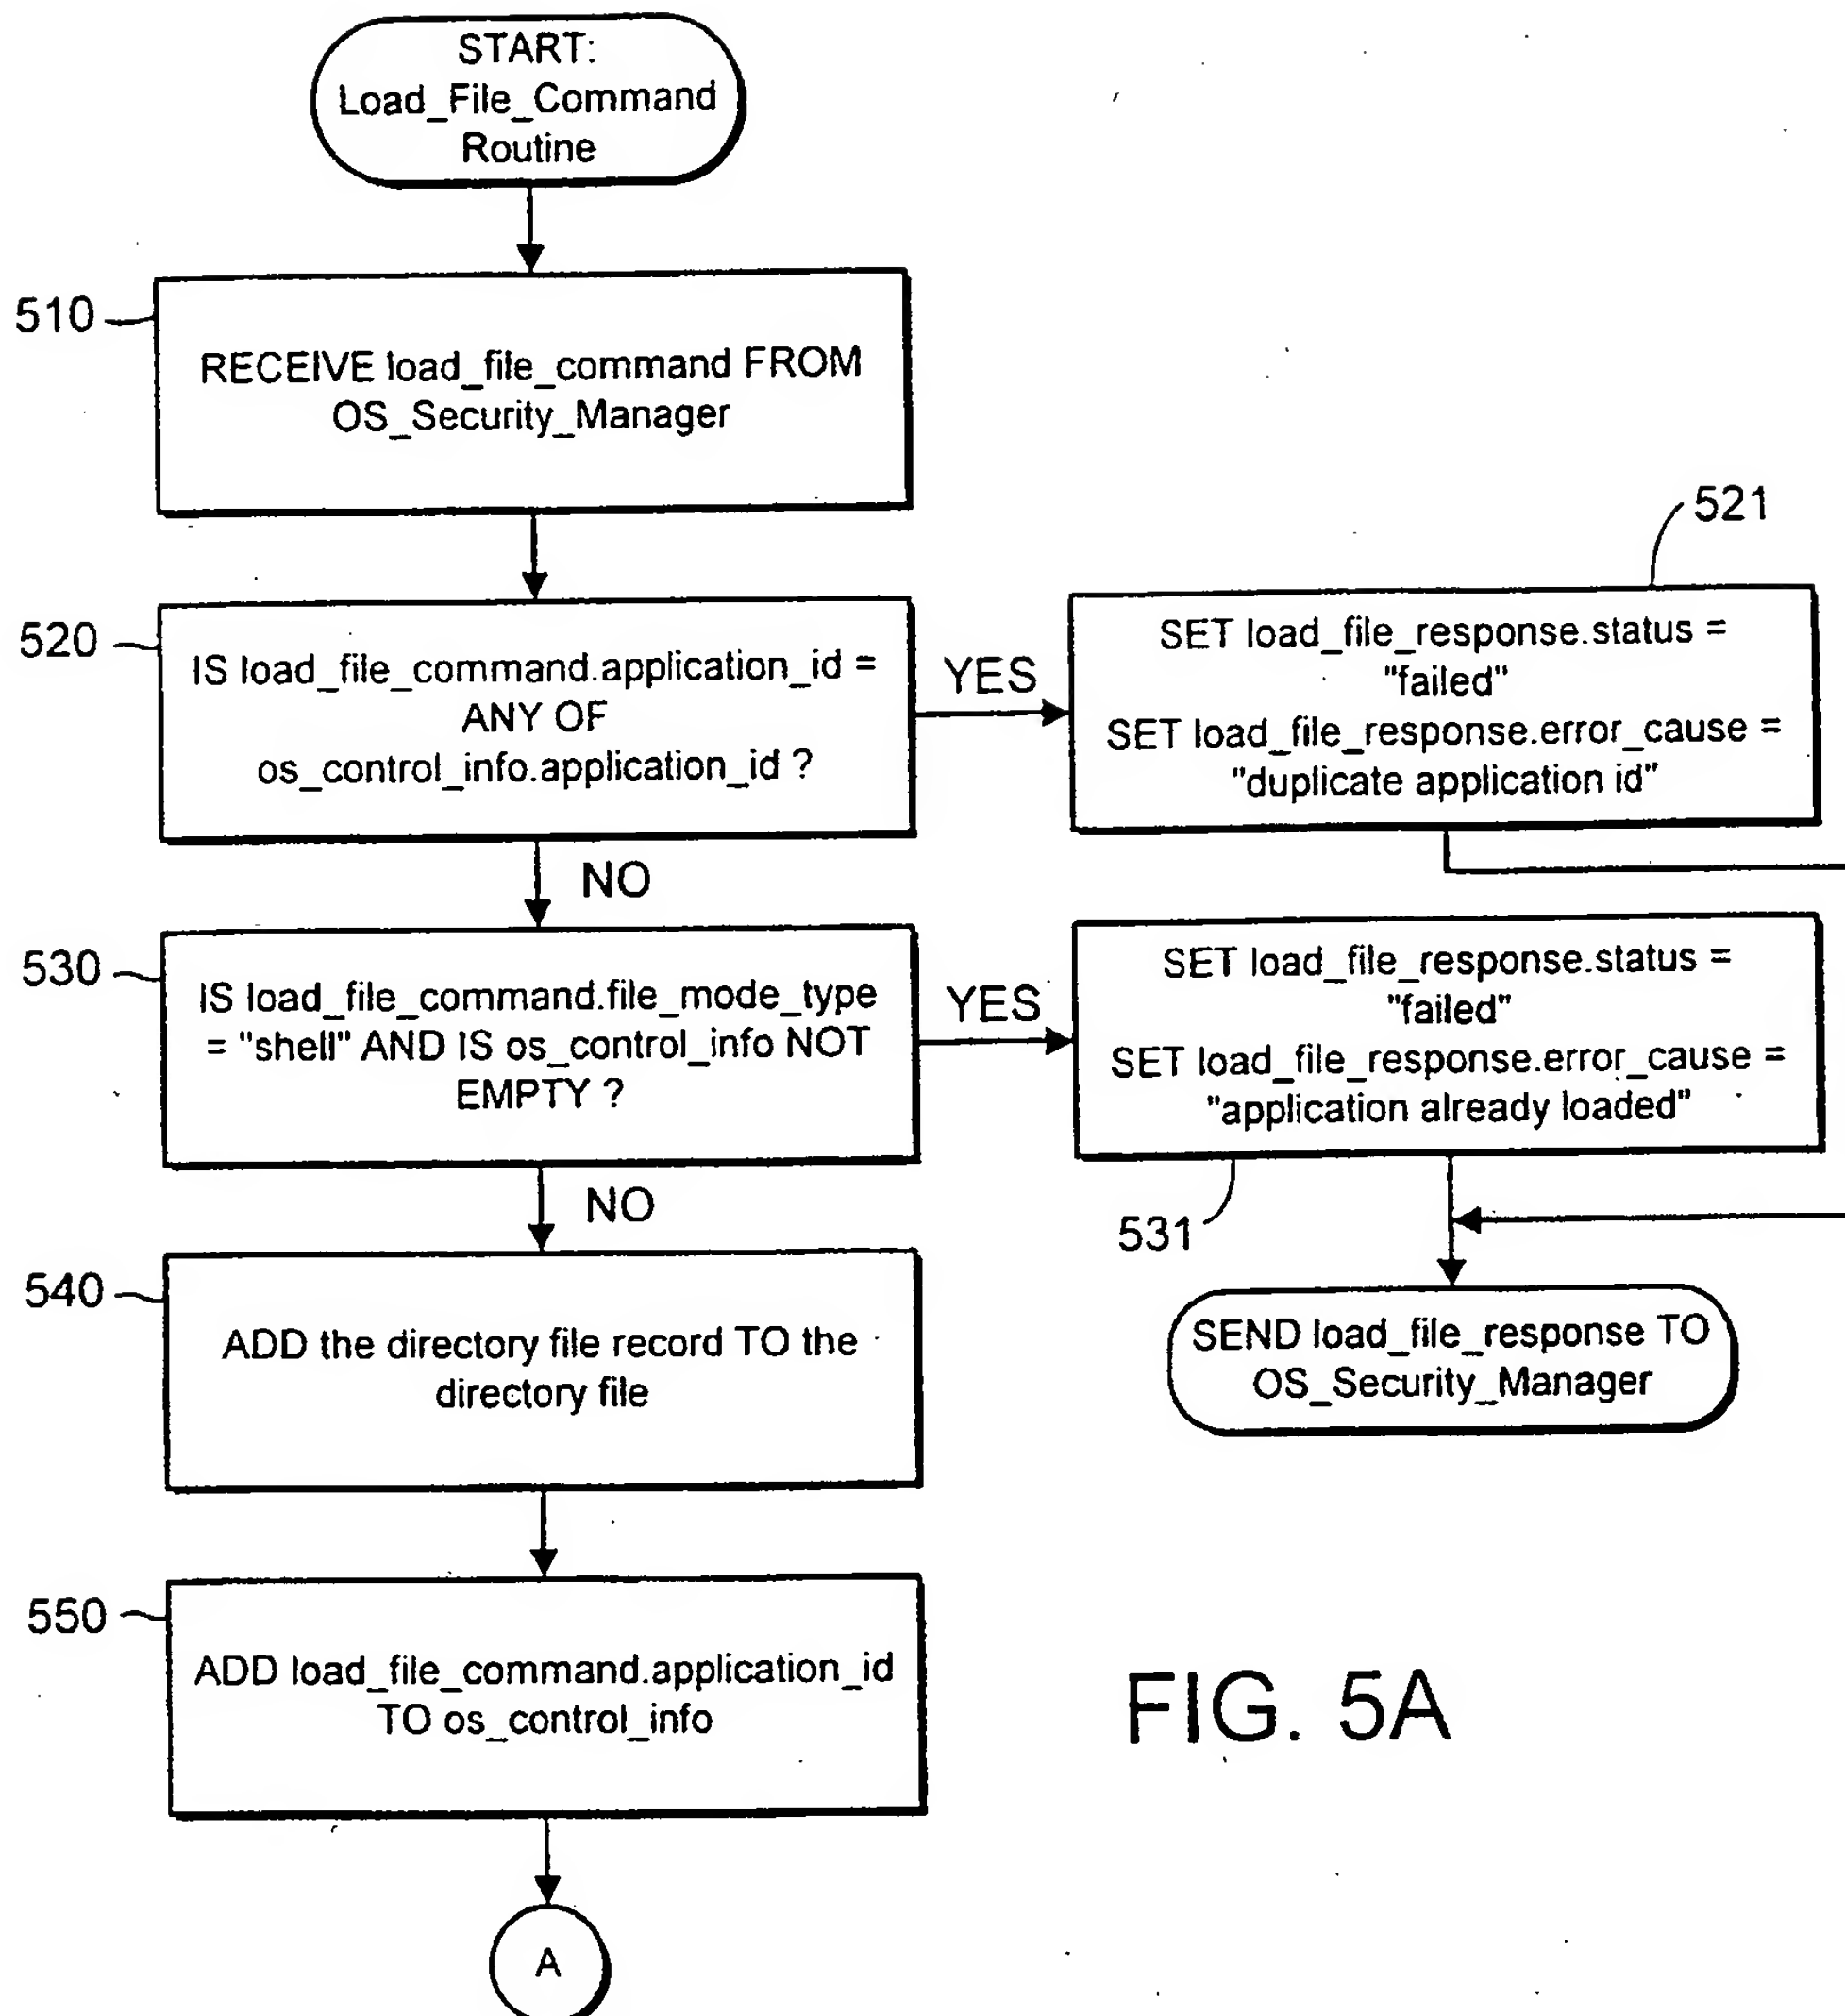 START:
Load_File_Command
Routine
510
RECEIVE load_file_command FROM
OS_Security_Manager
520
IS load_file_command.application_id =
ANY OF
os_control_info.application_id ?
YES
521
SET load_file_response.status =
"failed"
SET load_file_response.error_cause =
"duplicate application id"
NO
530
IS load_file_command.file_mode_type
= "shell" AND IS os_control_info NOT
EMPTY ?
YES
SET load_file_response.status =
"failed"
SET load_file_response.error_cause =
"application already loaded"
531
NO
SEND load_file_response TO
OS_Security_Manager
540
ADD the directory file record TO the
directory file
550
ADD load_file_command.application_id
TO os_control_info
FIG. 5A
A